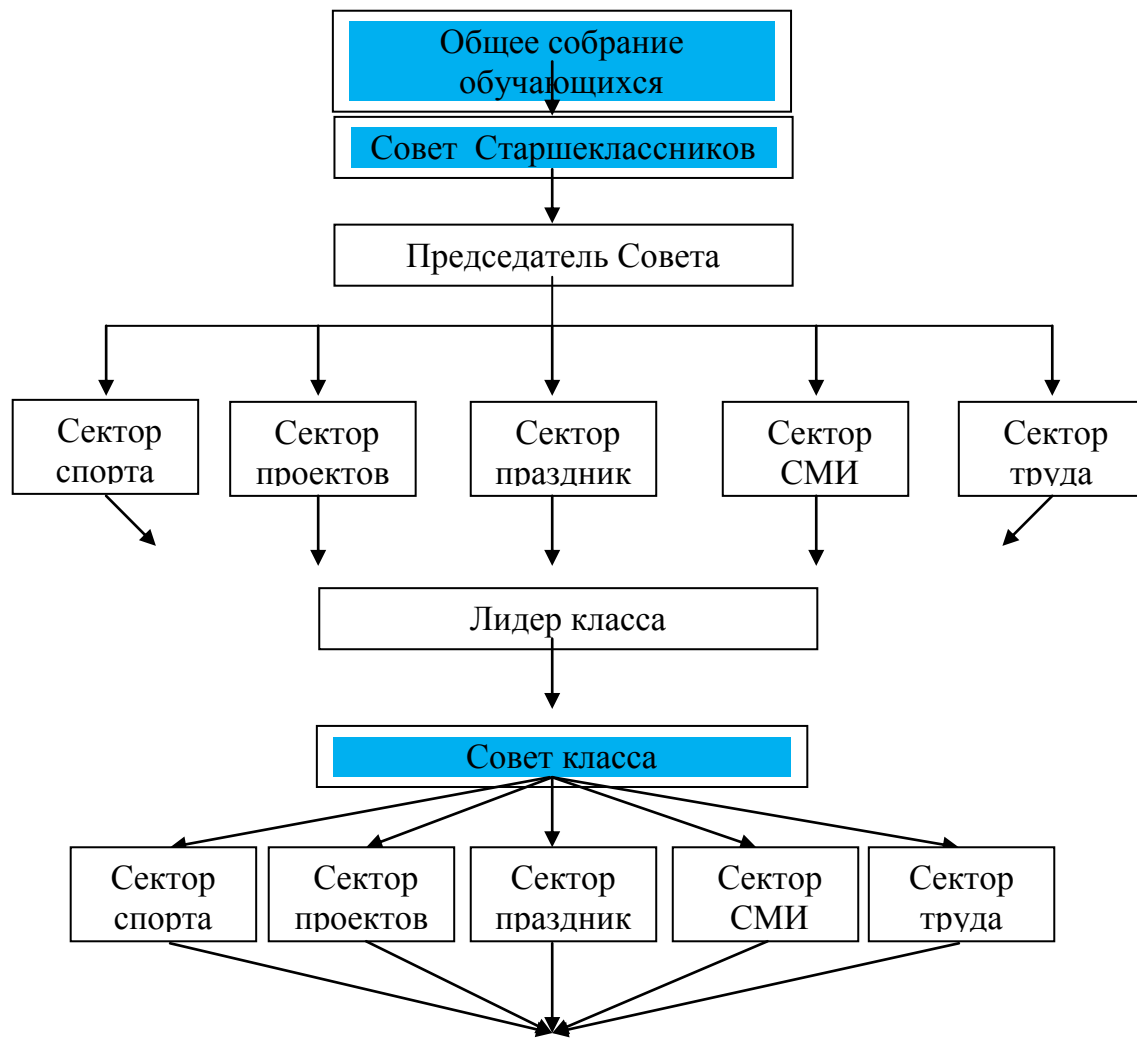 Общее собрание
обучающихся
Совет Старшеклассников
Председатель Совета
Сектор
спорта
Сектор
проектов
Сектор
праздник
Сектор
СМИ
Сектор
труда
Лидер класса
Совет класса
Сектор
спорта
Сектор
проектов
Сектор
праздник
Сектор
СМИ
Сектор
труда